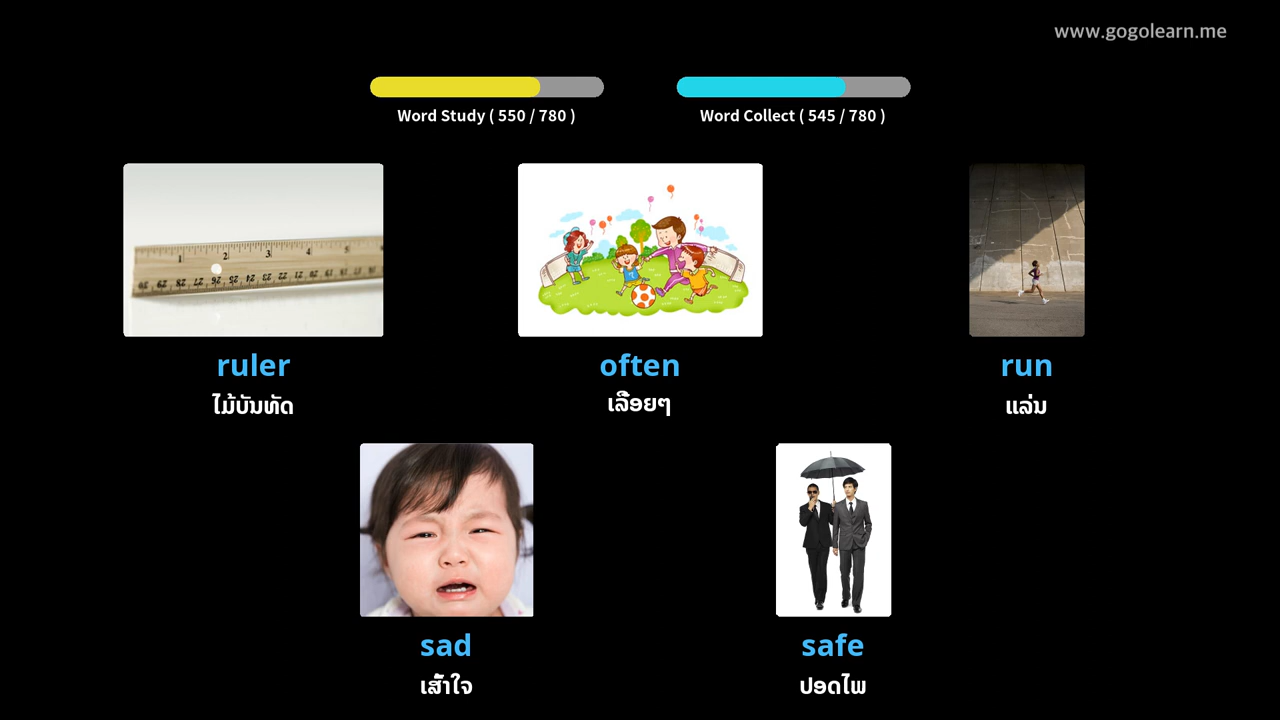 www.gogolearn.me
Word Study ( 550 / 780 )
Word Collect ( 545 / 780 )
ruler
ໄມ້ບັນທັດ
often
ເລື້ອຍໆ
run
ແລ່ນ
sad
ເສົ້າໃຈ
safe
ປອດໄພ